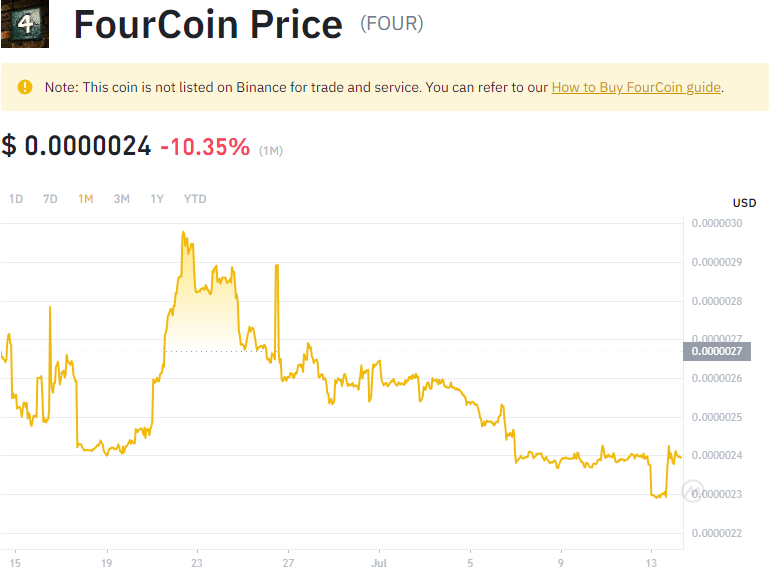 4
FourCoin Price (FOUR)
Note: This coin is not listed on Binance for trade and service. You can refer to our How to Buy FourCoin guide.
$ 0.0000024 -10.35% (1M)
1D 7D 1M 3M 1Y YTD
USD
0.0000030
0.0000029
0.0000028
0.0000027
0.0000027
0.0000026
0.0000025
0.0000024
0.0000023
0.0000022
15 19 23 27 Jul 5 9 13